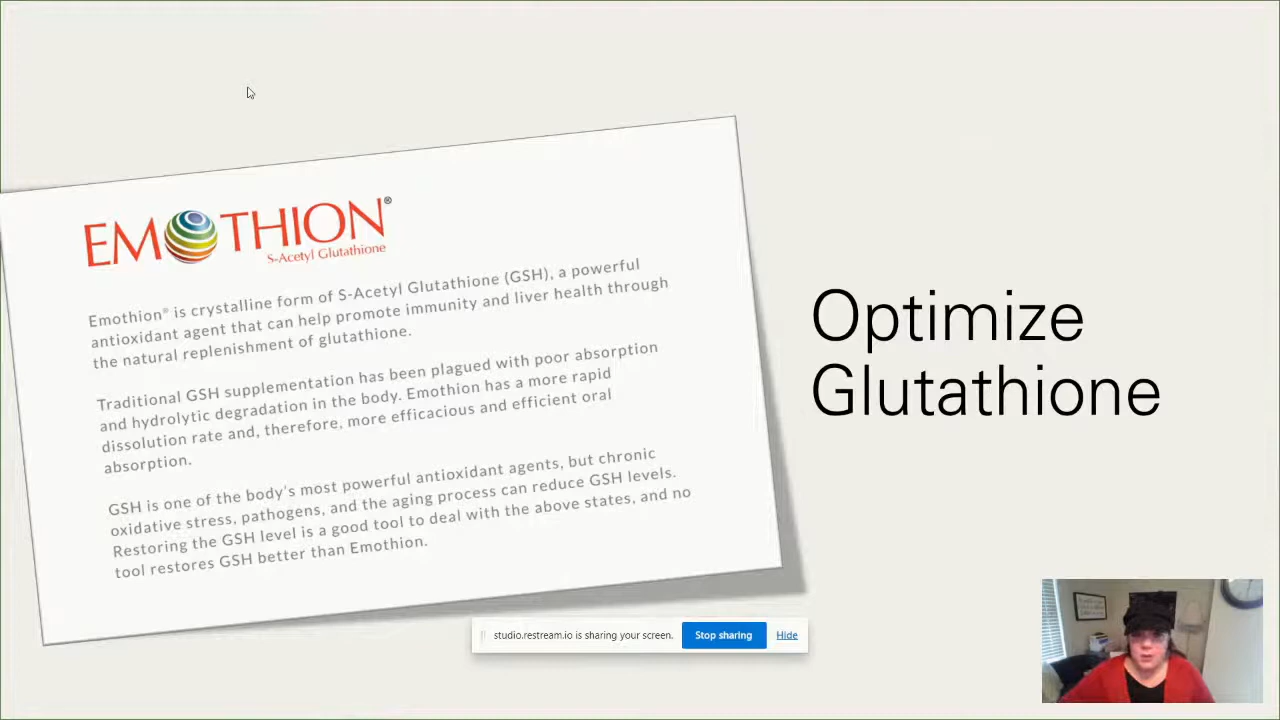 EMOTHION®
S-Acetyl Glutathione
Emothion® is crystalline form of S-Acetyl Glutathione (GSH), a powerful
antioxidant agent that can help promote immunity and liver health through
the natural replenishment of glutathione.
Traditional GSH supplementation has been plagued with poor absorption
and hydrolytic degradation in the body. Emothion has a more rapid
dissolution rate and, therefore, more efficacious and efficient oral
absorption.
GSH is one of the body's most powerful antioxidant agents, but chronic
oxidative stress, pathogens, and the aging process can reduce GSH levels.
Restoring the GSH level is a good tool to deal with the above states, and no
tool restores GSH better than Emothion.
Optimize
Glutathione
studio.restream.io is sharing your screen.
Stop sharing
Hide